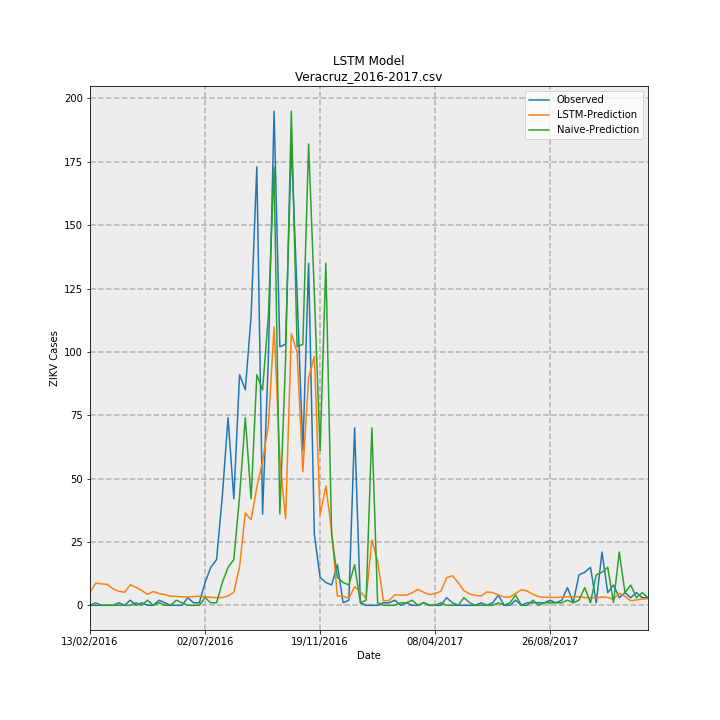 LSTM Model
Veracruz_2016-2017.csv
Observed
LSTM-Prediction
Naive-Prediction
ZIKV Cases
200
175
150
125
100
75
50
25
0
13/02/2016
02/07/2016
19/11/2016
08/04/2017
26/08/2017
Date